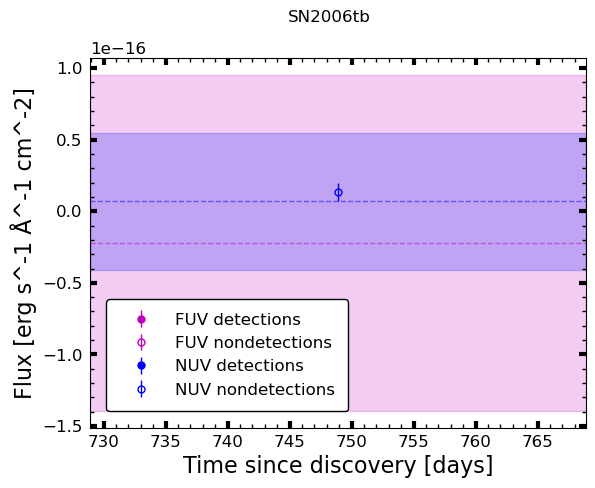 SN2006tb
1e−16
1.0
0.5
0.0
−0.5
−1.0
−1.5
Flux [erg s^-1 Å^-1 cm^-2]
FUV detections
FUV nondetections
NUV detections
NUV nondetections
730 735 740 745 750 755 760 765
Time since discovery [days]